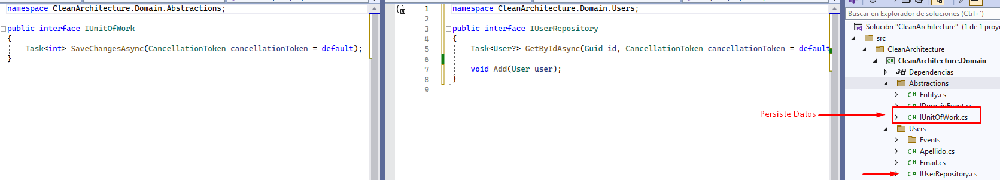 namespace CleanArchitecture.Domain.Abstractions;
public interface IUnitOfWork
{
Task<int> SaveChangesAsync(CancellationToken cancellationToken = default);
}
1 namespace CleanArchitecture.Domain.Users;
2
3 public interface IUserRepository
4 {
5 Task<User?> GetByIdAsync(Guid id, CancellationToken cancellationToken = default
6
7 void Add(User user);
8 }
9
Persiste Datos
Buscar en Explorador de soluciones (Ctrl+´)
Solución "CleanArchitecture" (1 de 1 proye
src
CleanArchitecture
C# CleanArchitecture.Domain
Dependencias
Abstractions
C# Entity.cs
C# IDomainEvent.cs
C# IUnitOfWork.cs
Users
Events
C# Apellido.cs
C# Email.cs
C# IUserRepository.cs